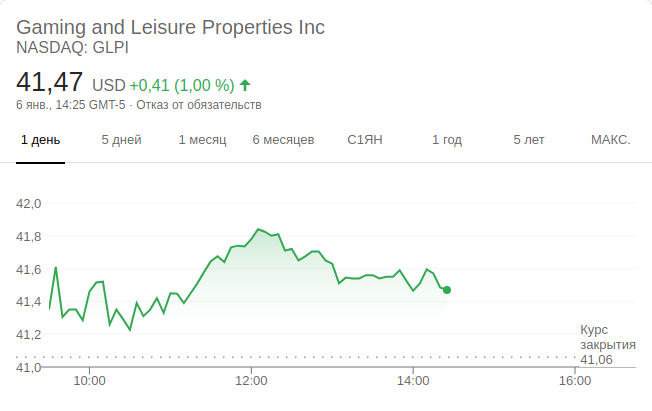 Gaming and Leisure Properties Inc
NASDAQ: GLPI
41,47 USD +0,41 (1,00 %)
6 янв., 14:25 GMT-5 · Отказ от обязательств
1 день 5 дней 1 месяц 6 месяцев С1ЯН 1 год 5 лет МАКС.
42,0
41,8
41,6
41,4
41,2
41,0
Курс
закрытия
41,06
10:00 12:00 14:00 16:00